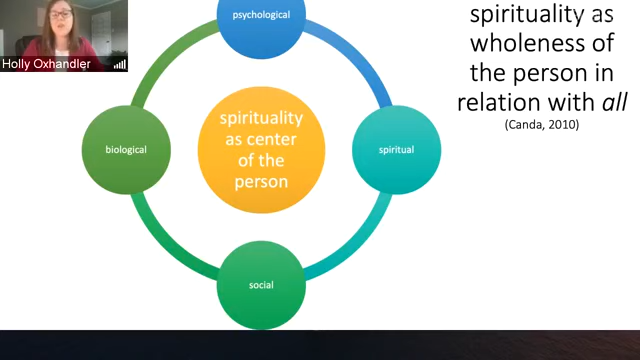 psychological
Holly Oxhandler
spirituality as
wholeness of
the person in
relation with all
(Canda, 2010)
biological
spirituality
as center
of the
person
spiritual
social